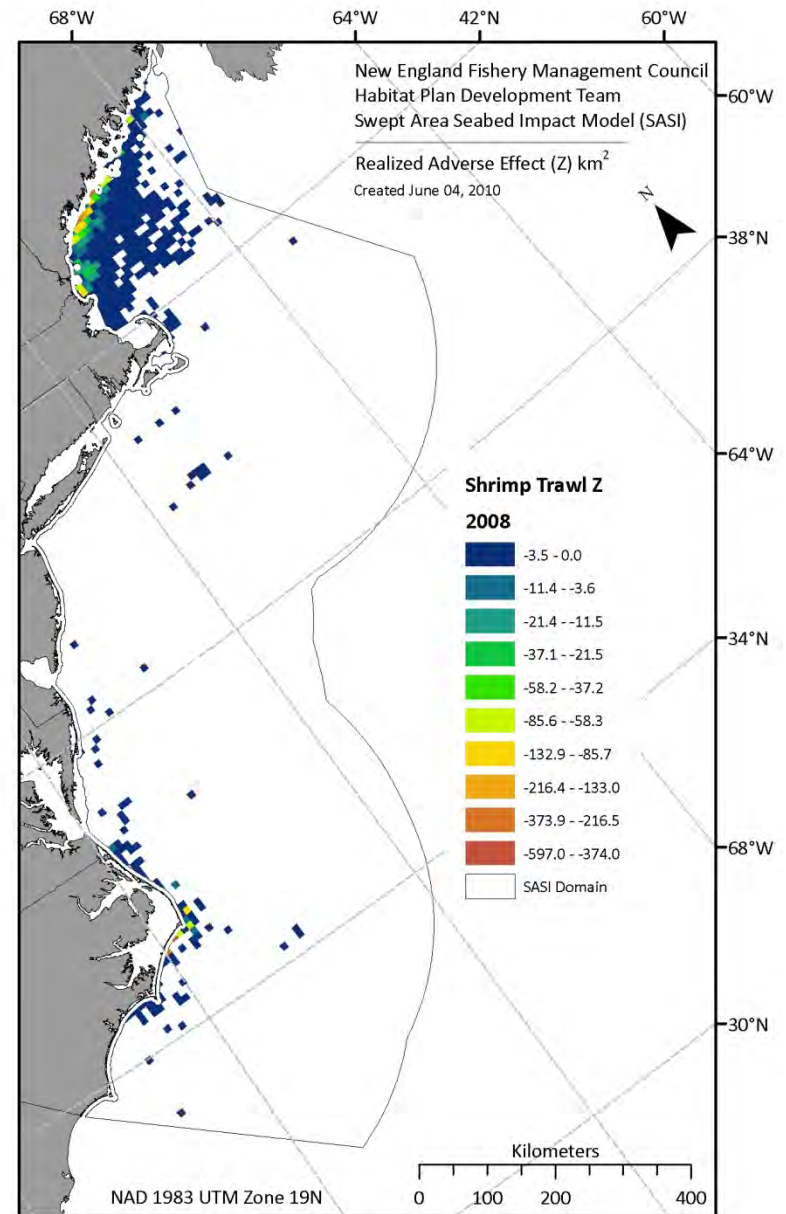 68°W 64°W 42°N 60°W
New England Fishery Management Council
Habitat Plan Development Team
Swept Area Seabed Impact Model (SASI)
Realized Adverse Effect (Z) km²
Created June 04, 2010
N
60°W
38°N
64°W
34°N
68°W
30°N
Shrimp Trawl Z
2008
-3.5 - 0.0
-11.4 - -3.6
-21.4 - -11.5
-37.1 - -21.5
-58.2 - -37.2
-85.6 - -58.3
-132.9 - -85.7
-216.4 - -133.0
-373.9 - -216.5
-597.0 - -374.0
SASI Domain
Kilometers
0 100 200 400
NAD 1983 UTM Zone 19N